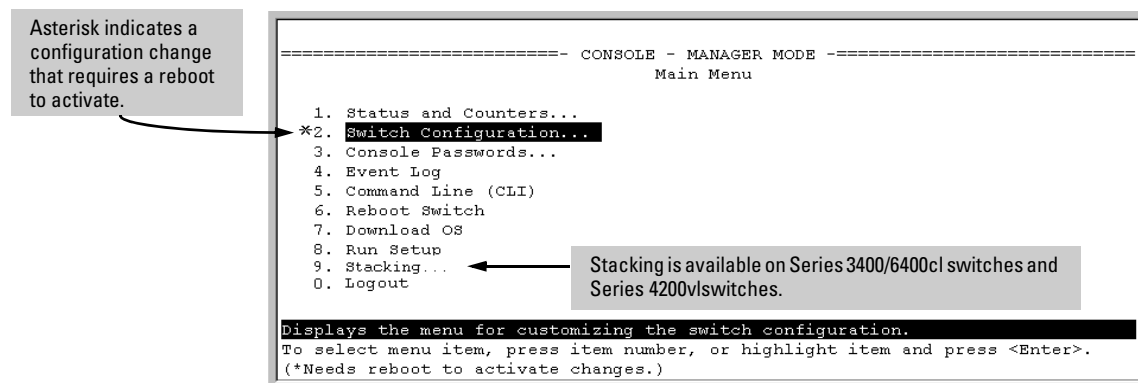 Asterisk indicates a
configuration change
that requires a reboot
to activate.
==========================- CONSOLE - MANAGER MODE -============================
Main Menu
1. Status and Counters...
*2. Switch Configuration...
3. Console Passwords...
4. Event Log
5. Command Line (CLI)
6. Reboot Switch
7. Download OS
8. Run Setup
9. Stacking...
0. Logout
Stacking is available on Series 3400/6400cl switches and
Series 4200vlswitches.
Displays the menu for customizing the switch configuration.
To select menu item, press item number, or highlight item and press <Enter>.
(*Needs reboot to activate changes.)